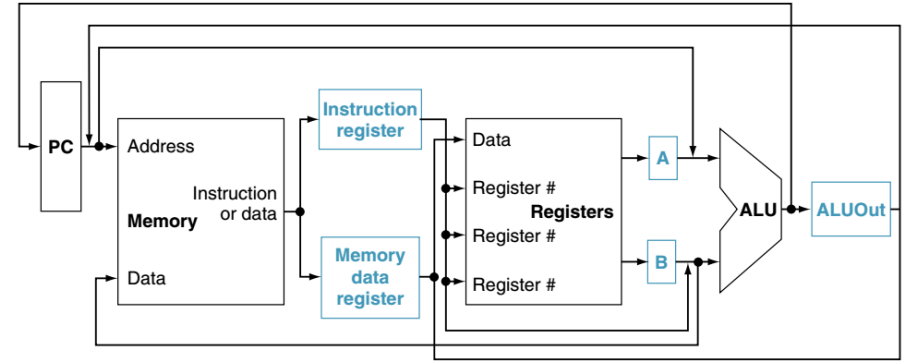 PC
Address
Instruction
or data
Memory
Data
Instruction
register
Memory
data
register
Data
Register #
Registers
Register #
Register #
A
B
ALU
ALUOut